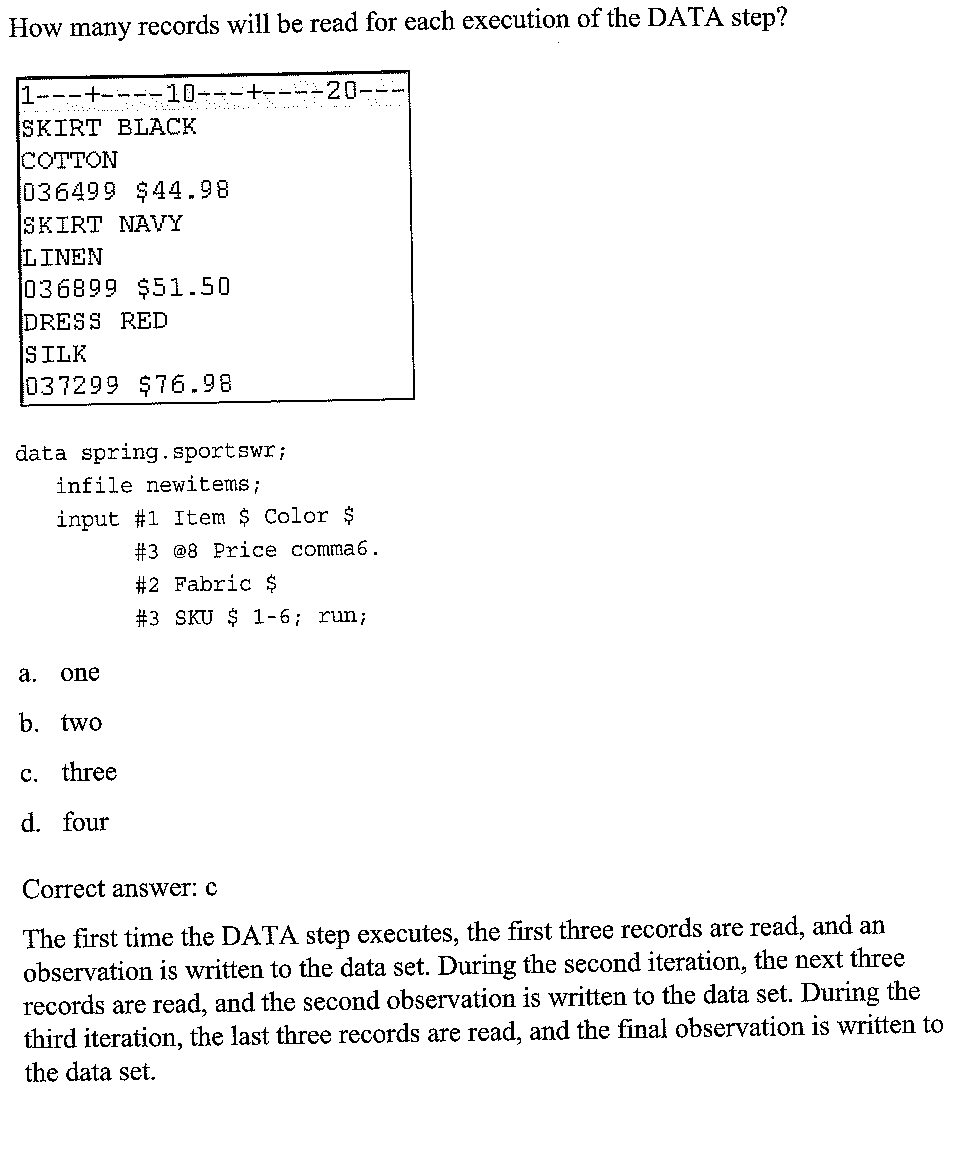 How many records will be read for each execution of the DATA step?
1---+----10---+----20---
SKIRT BLACK
COTTON
036499 $44.98
SKIRT NAVY
LINEN
036899 $51.50
DRESS RED
SILK
037299 $76.98
data spring.sportswr;
infile newitems;
input #1 Item $ Color $
#3 @8 Price comma6.
#2 Fabric $
#3 SKU $ 1-6; run;
a. one
b. two
c. three
d. four
Correct answer: c
The first time the DATA step executes, the first three records are read, and an
observation is written to the data set. During the second iteration, the next three
records are read, and the second observation is written to the data set. During the
third iteration, the last three records are read, and the final observation is written to
the data set.